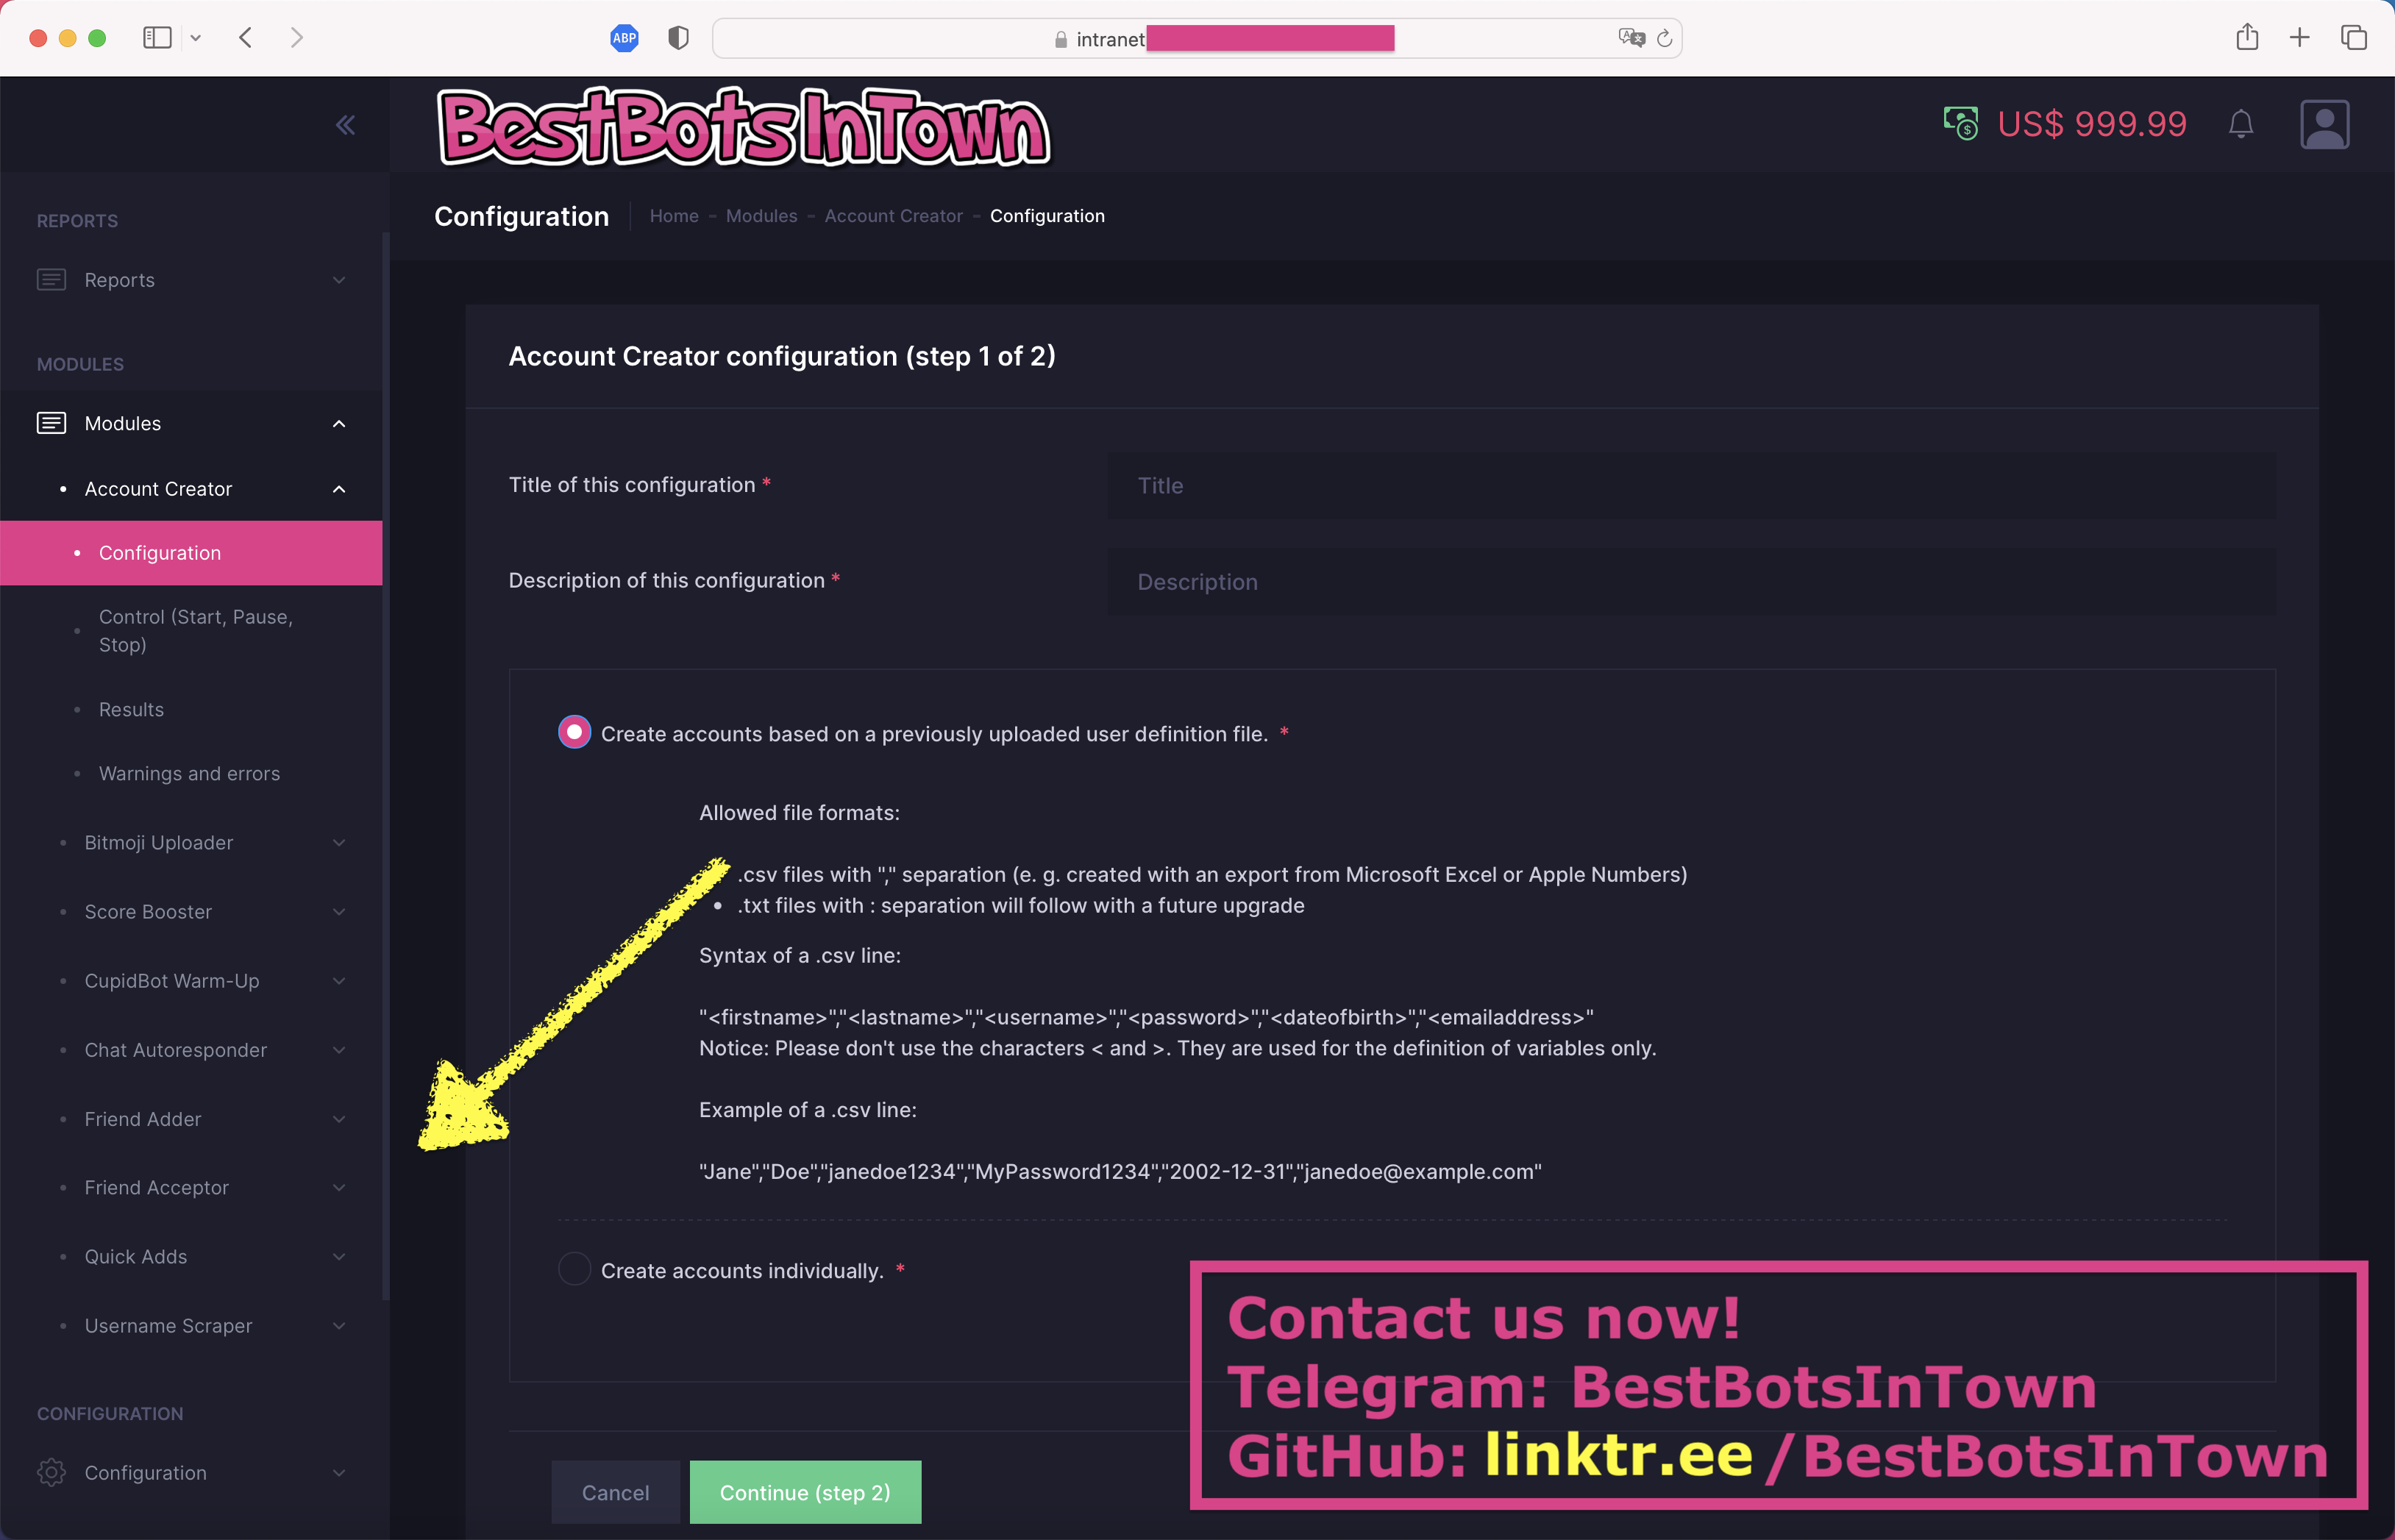 ABP
intranet
BestBotsInTown
US$ 999.99
Configuration
Home - Modules - Account Creator - Configuration
REPORTS
Reports
MODULES
Modules
Account Creator
Configuration
Control (Start, Pause,
Stop)
Results
Warnings and errors
Bitmoji Uploader
Score Booster
CupidBot Warm-Up
Chat Autoresponder
Friend Adder
Friend Acceptor
Quick Adds
Username Scraper
CONFIGURATION
Configuration
Account Creator configuration (step 1 of 2)
Title of this configuration *
Title
Description of this configuration *
Description
Create accounts based on a previously uploaded user definition file. *
Allowed file formats:
.csv files with "," separation (e. g. created with an export from Microsoft Excel or Apple Numbers)
• .txt files with : separation will follow with a future upgrade
Syntax of a .csv line:
"<firstname>","<lastname>","<username>","<password>","<dateofbirth>","<emailaddress>"
Notice: Please don't use the characters < and >. They are used for the definition of variables only.
Example of a .csv line:
"Jane","Doe","janedoe1234","MyPassword1234","2002-12-31","janedoe@example.com"
Create accounts individually. *
Cancel
Continue (step 2)
Contact us now!
Telegram: BestBotsInTown
GitHub: linktr.ee/BestBotsInTown